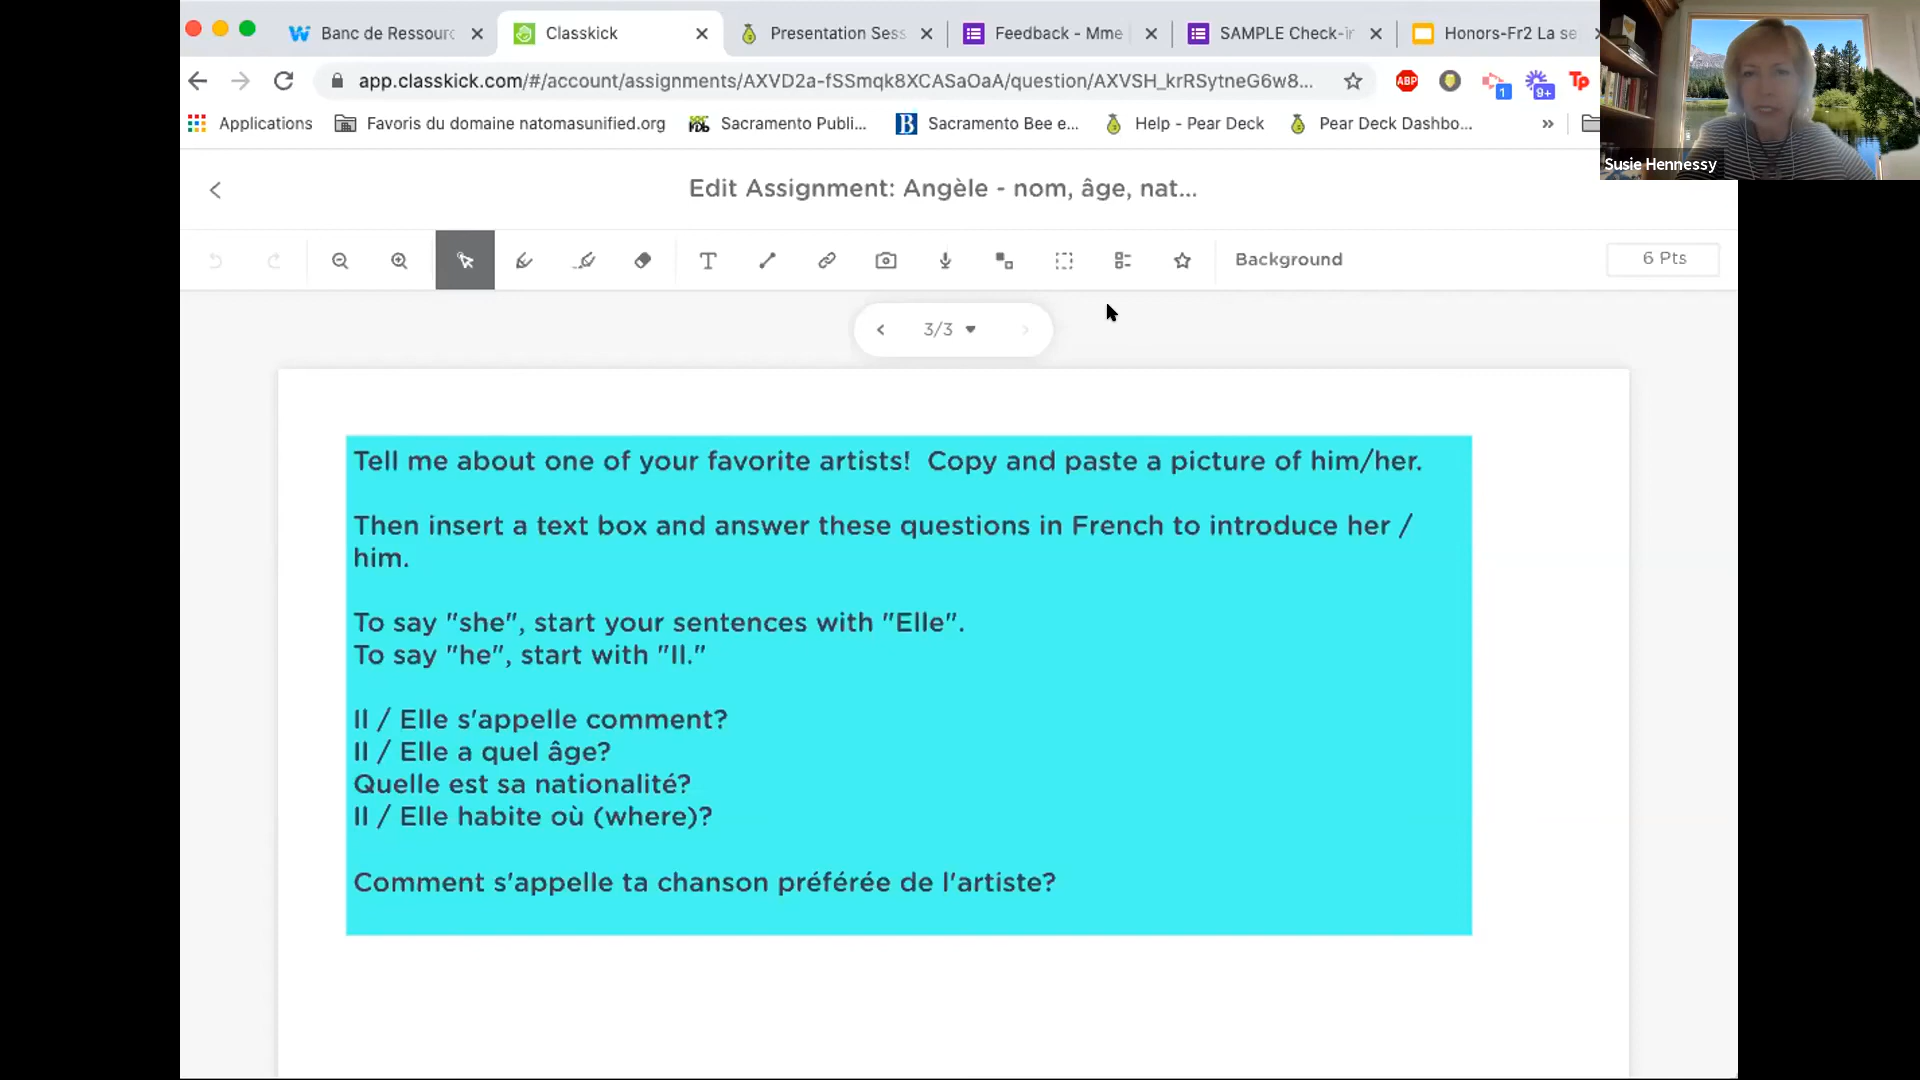 Banc de Ressourc
Classkick
Presentation Sess
Feedback - Mme
SAMPLE Check-in
Honors-Fr2 La se
app.classkick.com/#/account/assignments/AXVD2a-fSSmqk8XCASaOaA/question/AXVSH_krRSytneG6w8...
ABP
1
9+
Tp
Applications
Favoris du domaine natomasunified.org
Sacramento Publi...
Sacramento Bee e...
Help - Pear Deck
Pear Deck Dashbo...
»
Susie Hennessy
Edit Assignment: Angèle - nom, âge, nat...
Background
6 Pts
3/3
Tell me about one of your favorite artists! Copy and paste a picture of him/her.
Then insert a text box and answer these questions in French to introduce her /
him.
To say "she", start your sentences with "Elle".
To say "he", start with "Il."
Il / Elle s'appelle comment?
Il / Elle a quel âge?
Quelle est sa nationalité?
Il / Elle habite où (where)?
Comment s'appelle ta chanson préférée de l'artiste?